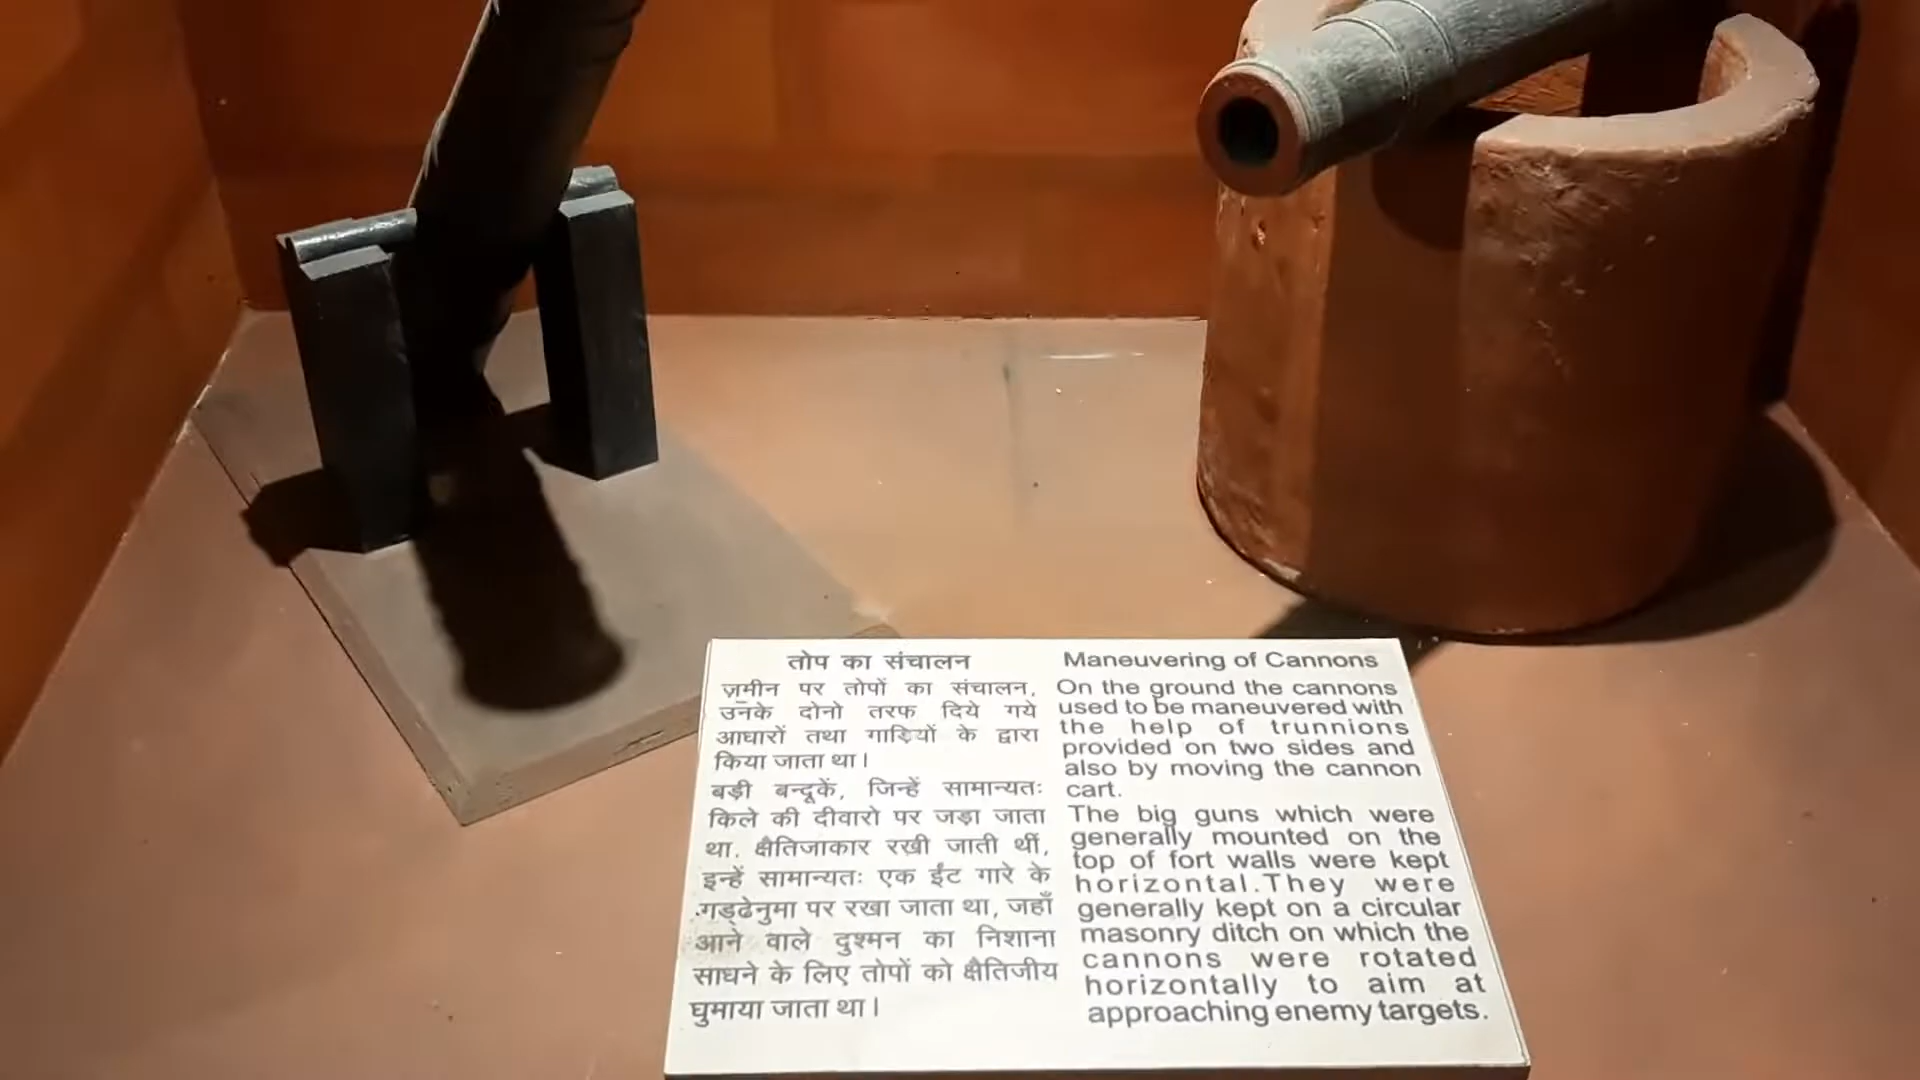 तोप का संचालन
ज़मीन पर तोपों का संचालन,
उनके दोनो तरफ दिये गये
आधारों तथा गाड़ियों के द्वारा
किया जाता था।
बड़ी बन्दूकें, जिन्हें सामान्यतः
किले की दीवारो पर जड़ा जाता
था, क्षैतिजाकार रखी जाती थीं,
इन्हें सामान्यतः एक ईंट गारे के
गड्ढेनुमा पर रखा जाता था, जहाँ
आने वाले दुश्मन का निशाना
साधने के लिए तोपों को क्षैतिजीय
घुमाया जाता था।
Maneuvering of Cannons
On the ground the cannons
used to be maneuvered with
the help of trunnions
provided on two sides and
also by moving the cannon
cart.
The big guns which were
generally mounted on the
top of fort walls were kept
horizontal.They were
generally kept on a circular
masonry ditch on which the
cannons were rotated
horizontally to aim at
approaching enemy targets.